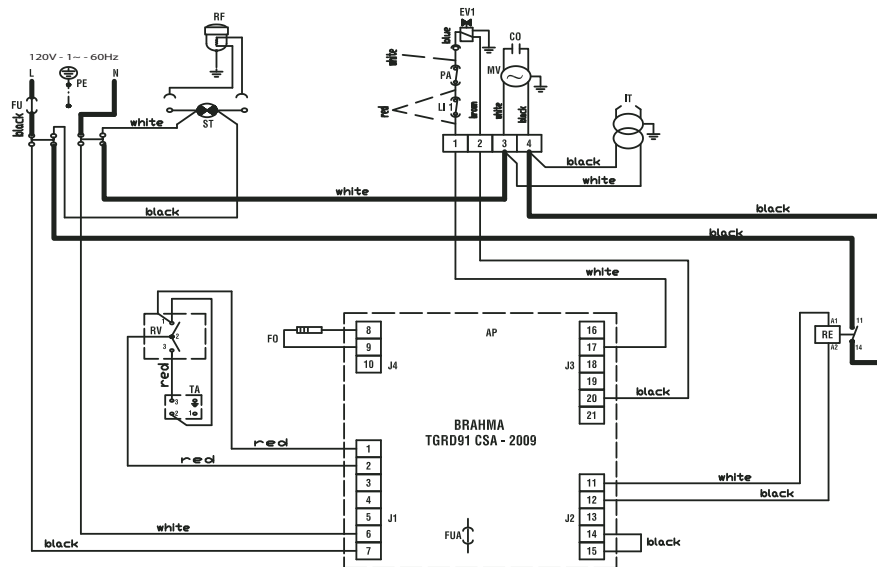 120V - 1~ - 60Hz
L
PE
N
FU
black
RF
white
ST
EV1
blue
white
PA
red
LI 1
brown
CO
MV
white
black
IT
1 2 3 4
black
white
white
black
black
black
white
RV
1
2
3
red
TA
3
2 1
FO
8
9
10
J4
AP
16
17
18
19
20
21
J3
black
A1
RE
A2
11
14
BRAHMA
TGRD91 CSA - 2009
red
red
1
2
3
4
5
6
7
J1
white
black
FUA
11
12
13
14
15
J2
white
black
black